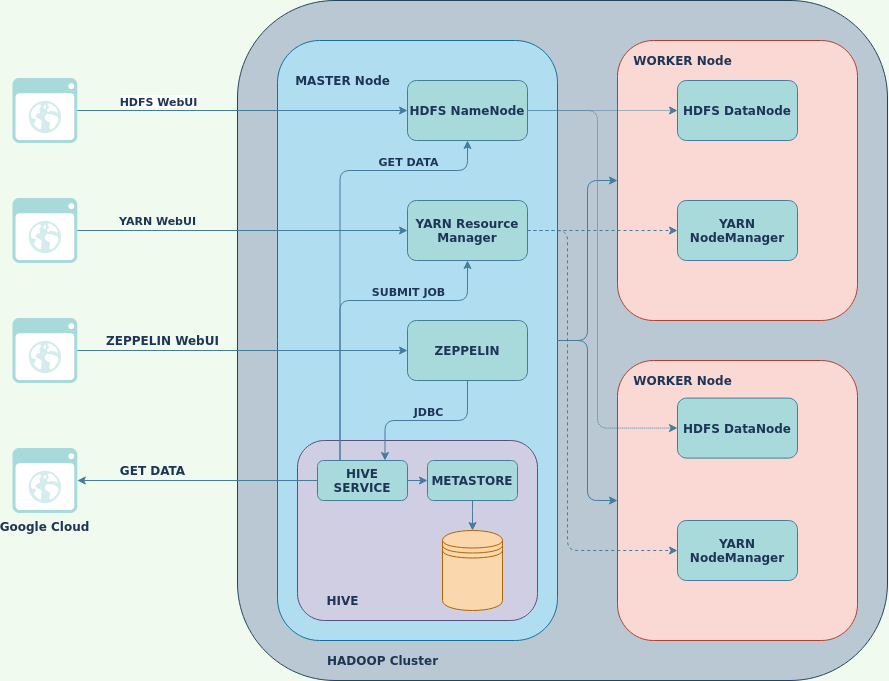 WORKER Node
MASTER Node
HDFS WebUI
HDFS NameNode
HDFS DataNode
GET DATA
YARN WebUI
YARN Resource
Manager
YARN
NodeManager
SUBMIT JOB
ZEPPELIN WebUI
ZEPPELIN
WORKER Node
JDBC
HDFS DataNode
GET DATA
HIVE
SERVICE
METASTORE
Google Cloud
YARN
NodeManager
HIVE
HADOOP Cluster